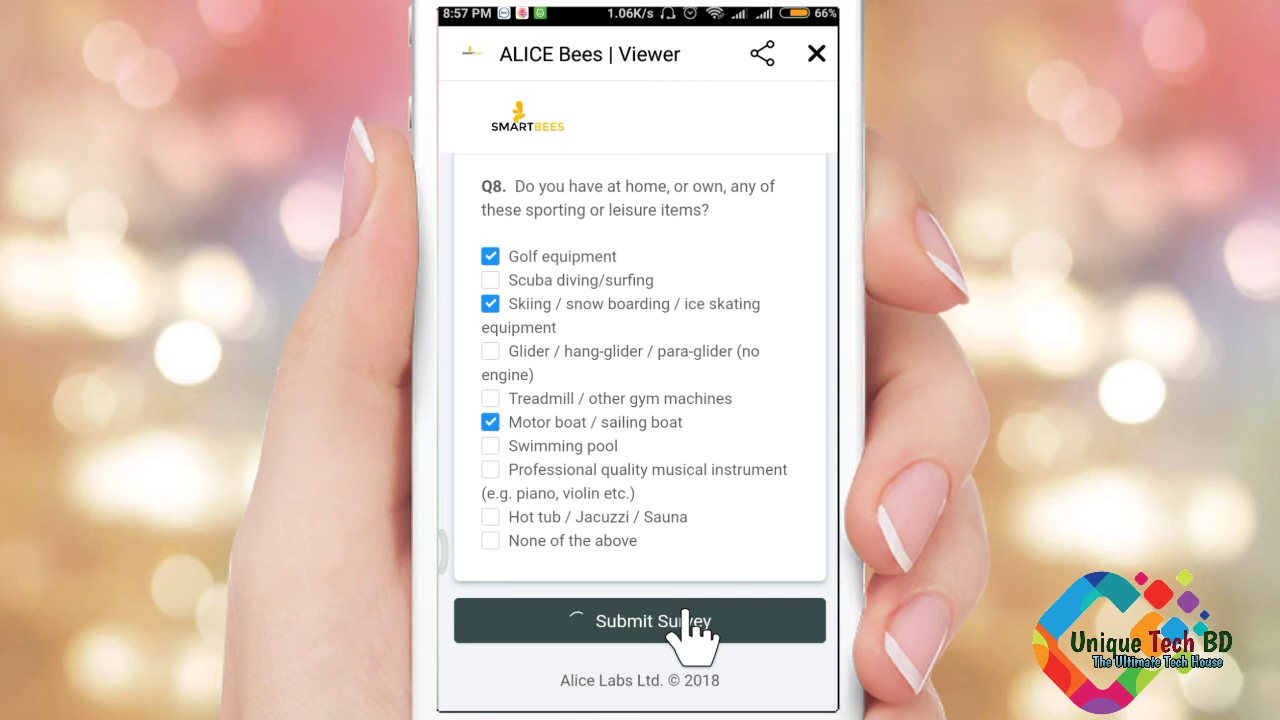 8:57 PM 1.06K/s 66%
ALICE Bees | Viewer
SMARTBEES
Q8. Do you have at home, or own, any of
these sporting or leisure items?
Golf equipment
Scuba diving/surfing
Skiing / snow boarding / ice skating
equipment
Glider / hang-glider / para-glider (no
engine)
Treadmill / other gym machines
Motor boat / sailing boat
Swimming pool
Professional quality musical instrument
(e.g. piano, violin etc.)
Hot tub / Jacuzzi / Sauna
None of the above
Submit Survey
Alice Labs Ltd. © 2018
Unique Tech BD
The Ultimate Tech House